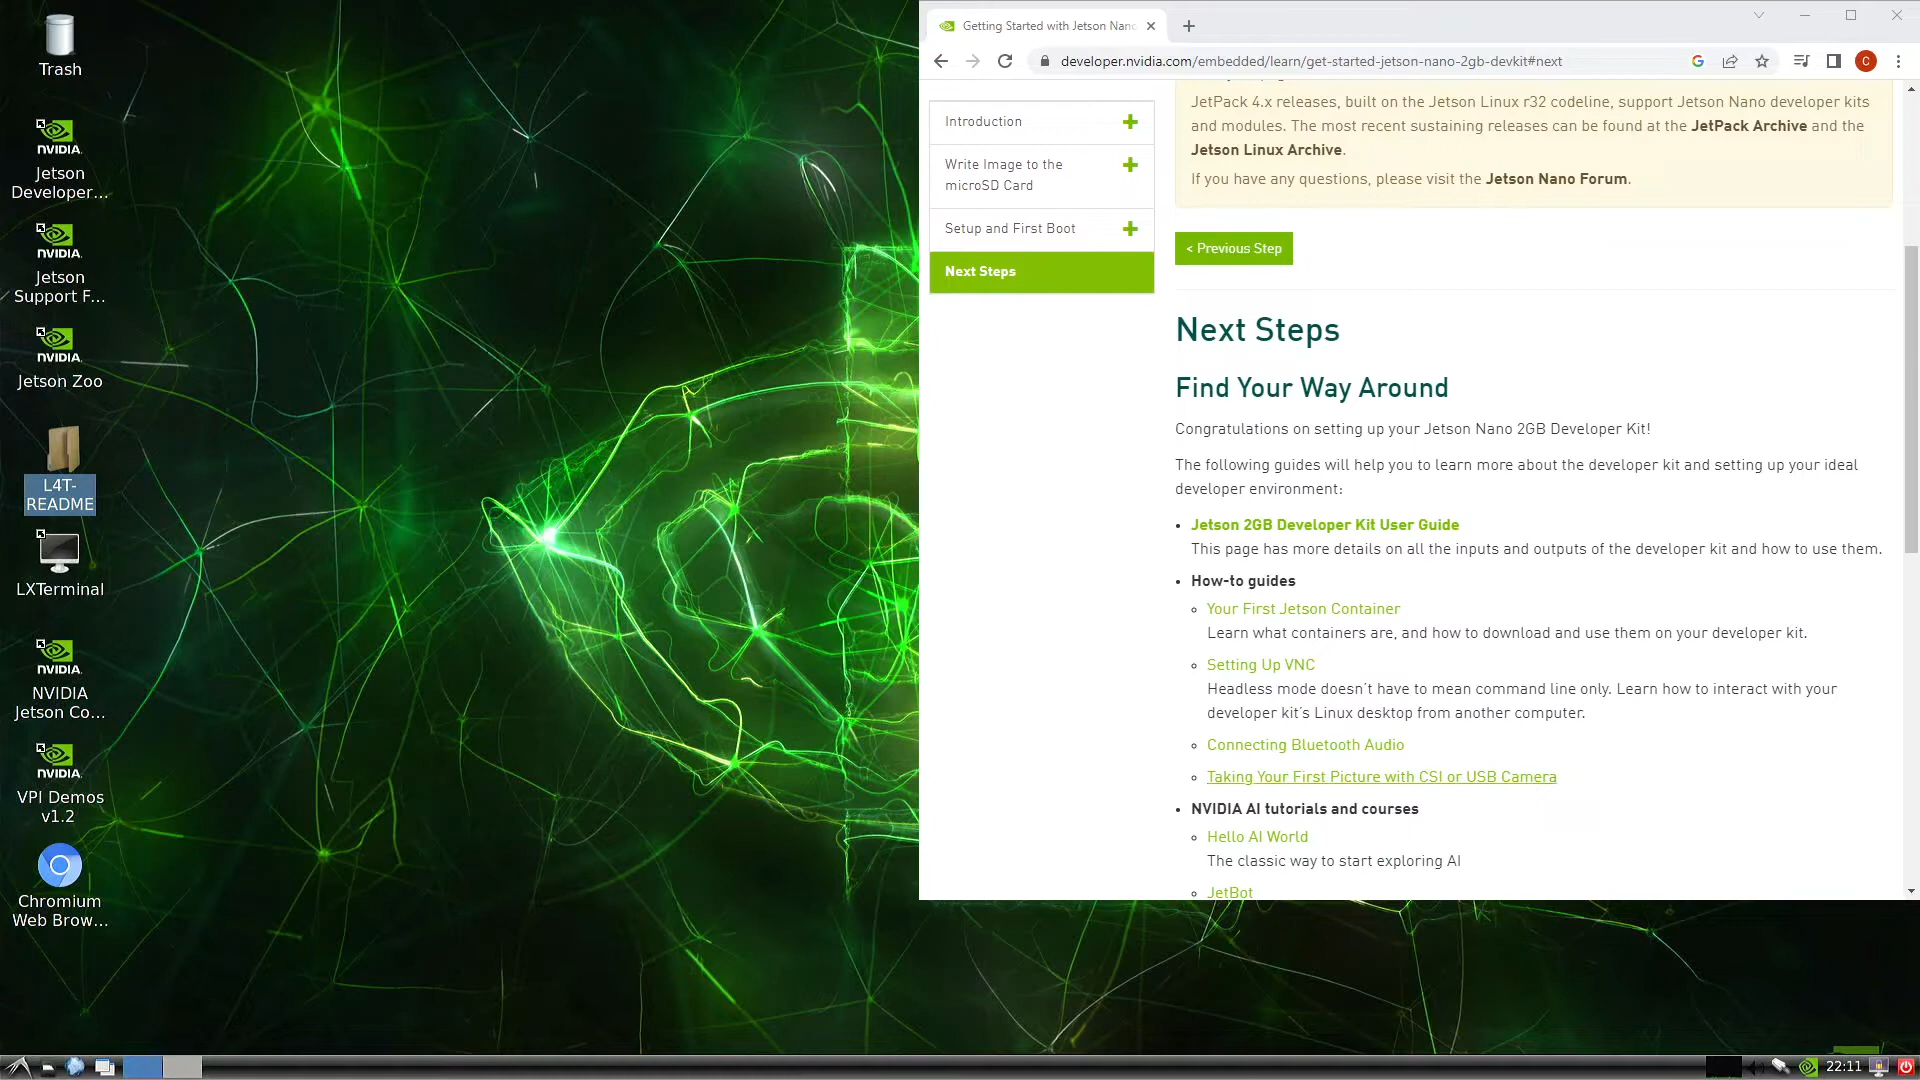 Trash
NVIDIA.
Jetson
Developer...
NVIDIA.
Jetson
Support F...
NVIDIA.
Jetson Zoo
L4T-
README
LXTerminal
NVIDIA.
NVIDIA
Jetson Co...
NVIDIA.
VPI Demos
v1.2
Chromium
Web Brow...
Getting Started with Jetson Nano
developer.nvidia.com/embedded/learn/get-started-jetson-nano-2gb-devkit#next
C
Introduction
Write Image to the
microSD Card
Setup and First Boot
Next Steps
JetPack 4.x releases, built on the Jetson Linux r32 codeline, support Jetson Nano developer kits
and modules. The most recent sustaining releases can be found at the JetPack Archive and the
Jetson Linux Archive.
If you have any questions, please visit the Jetson Nano Forum.
< Previous Step
Next Steps
Find Your Way Around
Congratulations on setting up your Jetson Nano 2GB Developer Kit!
The following guides will help you to learn more about the developer kit and setting up your ideal
developer environment:
• Jetson 2GB Developer Kit User Guide
This page has more details on all the inputs and outputs of the developer kit and how to use them.
• How-to guides
◦ Your First Jetson Container
Learn what containers are, and how to download and use them on your developer kit.
◦ Setting Up VNC
Headless mode doesn't have to mean command line only. Learn how to interact with your
developer kit's Linux desktop from another computer.
◦ Connecting Bluetooth Audio
◦ Taking Your First Picture with CSI or USB Camera
• NVIDIA AI tutorials and courses
◦ Hello AI World
The classic way to start exploring AI
◦ JetBot
22:11